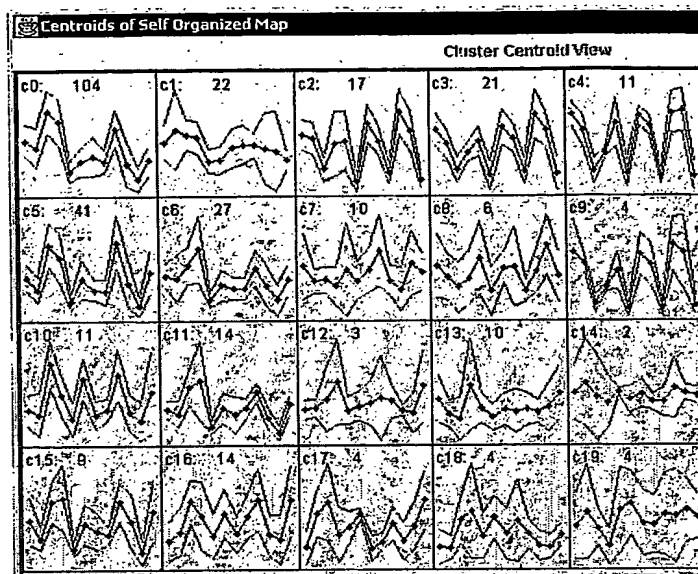 Centroids of Self Organized Map
Cluster Centroid View
c0: 104
c1: 22
c2: 17
c3: 21
c4: 11
c5: 41
c6: 27
c7: 10
c8: 6
c9: 4
c10: 11
c11: 14
c12: 3
c13: 10
c14: 2
c15: 9
c16: 14
c17: 4
c18: 4
c19: 4